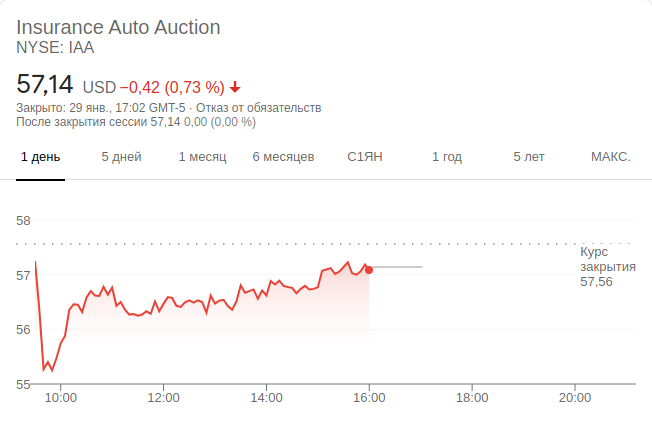 Insurance Auto Auction
NYSE: IAA
57,14 USD −0,42 (0,73 %)
Закрыто: 29 янв., 17:02 GMT-5 · Отказ от обязательств
После закрытия сессии 57,14 0,00 (0,00 %)
1 день 5 дней 1 месяц 6 месяцев С1ЯН 1 год 5 лет МАКС.
58
Курс
закрытия
57,56
57
56
55
10:00 12:00 14:00 16:00 18:00 20:00